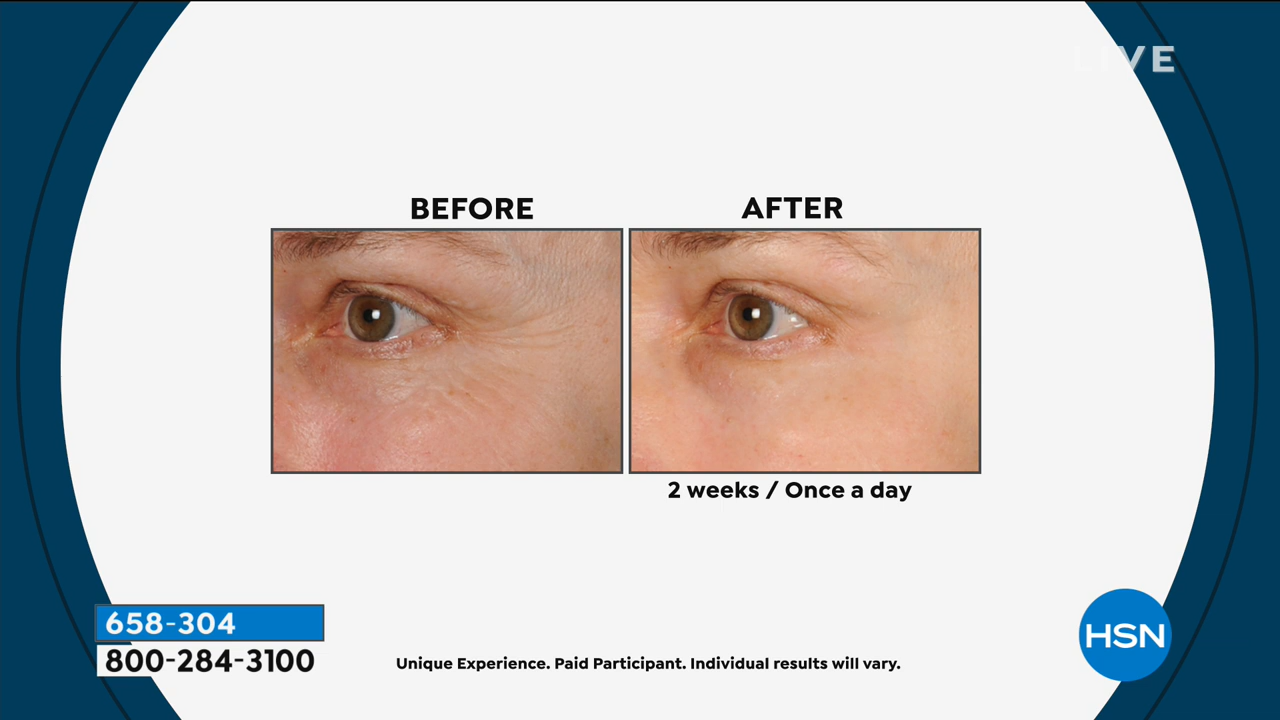 LIVE
BEFORE
AFTER
2 weeks / Once a day
658-304
800-284-3100
Unique Experience. Paid Participant. Individual results will vary.
HSN